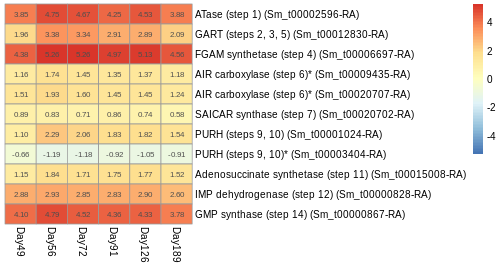 3.85 4.75 4.67 4.25 4.53 3.88 ATase (step 1) (Sm_t00002596-RA)
1.96 3.38 3.34 2.91 2.89 2.09 GART (steps 2, 3, 5) (Sm_t00012830-RA)
4.38 4.97 FGAM synthetase (step 4) (Sm_t00006697-RA)
1.16 1.74 1.45 1.35 1.37 1.18 AIR carboxylase (step 6)* (Sm_t00009435-RA)
1.51 1.93 1.60 1.45 1.45 1.24 AIR carboxylase (step 6)* (Sm_t00020707-RA)
0.89 0.83 0.71 0.86 0.74 0.58 SAICAR synthase (step 7) (Sm_t00020702-RA)
1.10 2.29 2.06 1.83 1.82 1.54 PURH (steps 9, 10) (Sm_t00001024-RA)
-0.66 -1.19 -1.18 -0.92 -1.05 -0.91 PURH (steps 9, 10)* (Sm_t00003404-RA)
1.15 1.84 1.71 1.75 1.77 1.52 Adenosuccinate synthetase (step 11) (Sm_t00015008-RA)
2.88 2.93 2.85 2.83 2.90 2.60 IMP dehydrogenase (step 12) (Sm_t00000828-RA)
4.10 4.79 4.52 4.36 4.33 3.78 GMP synthase (step 14) (Sm_t00000867-RA)
Day49 Day56 Day72 Day91 Day126 Day189
4
2
0
-2
-4